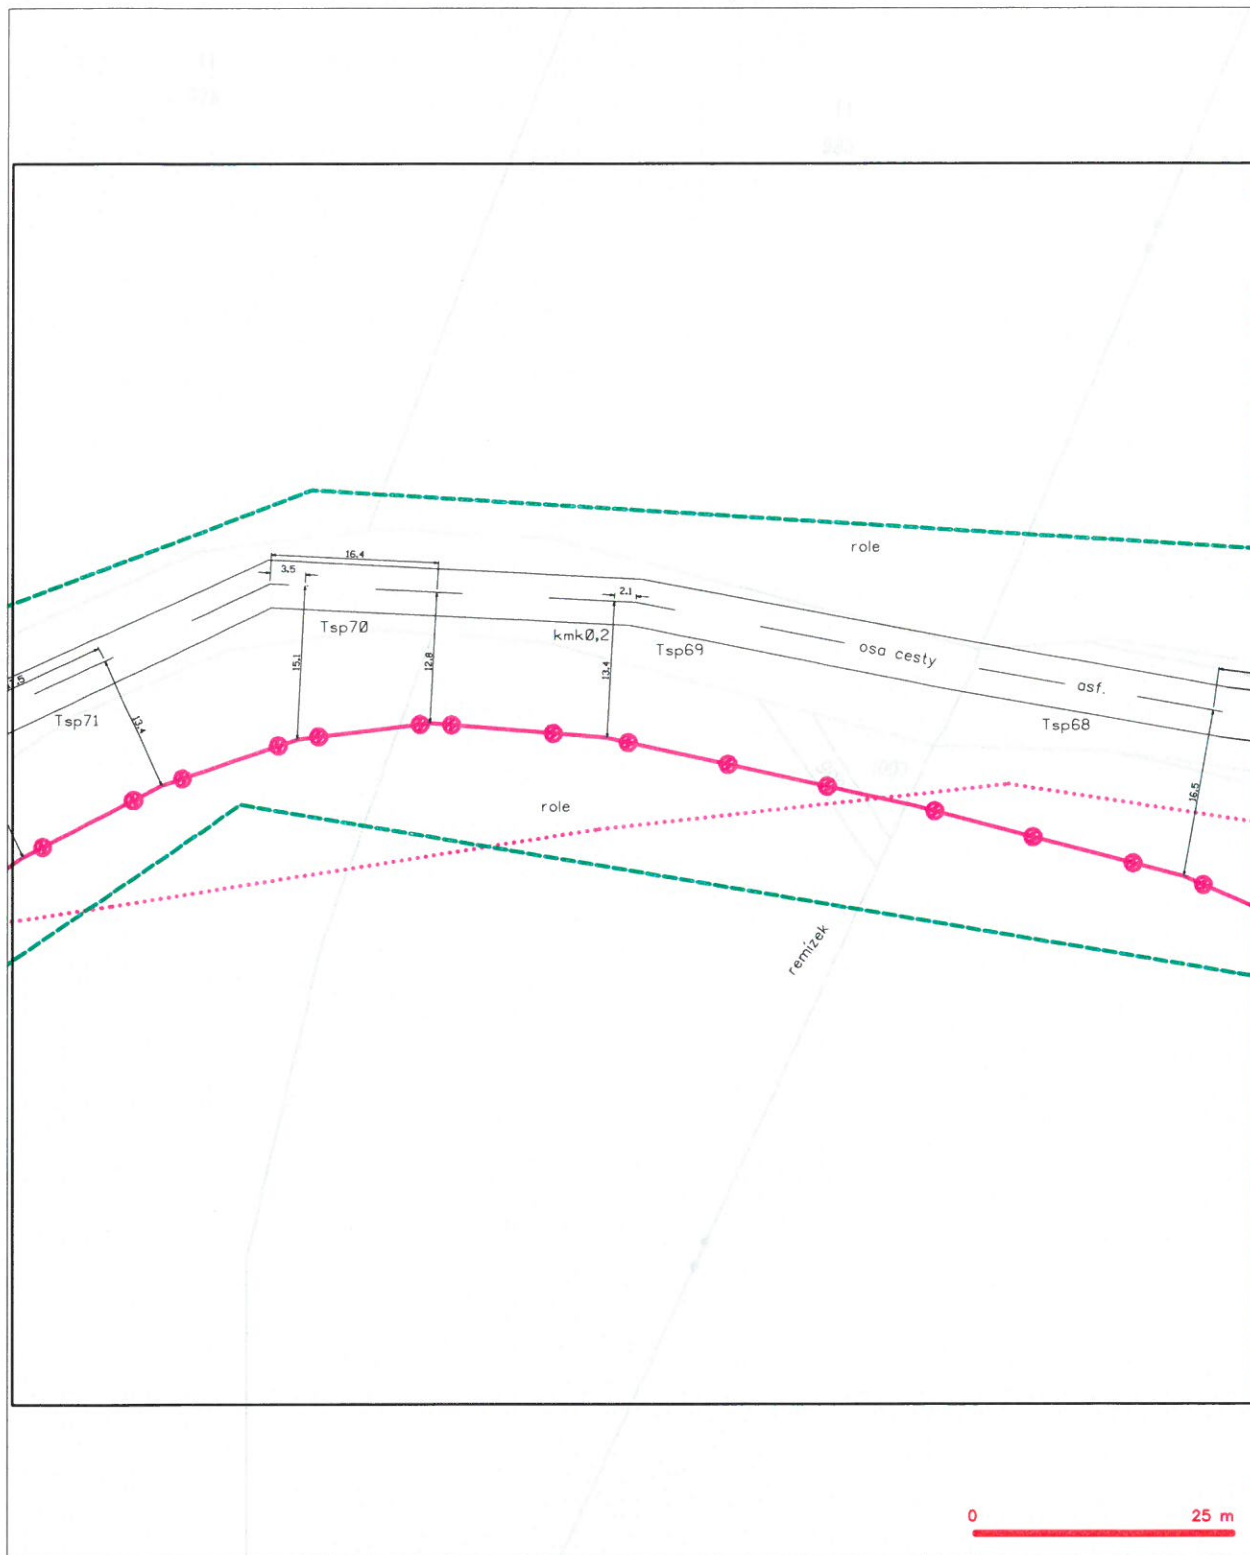 role
16.4
3.5
2.1
Tsp70
kmk0,2
Tsp69
osa cesty
asf.
Tsp68
Tsp71
15.1
12.8
13.4
13.4
16.5
role
remízek
0 25 m